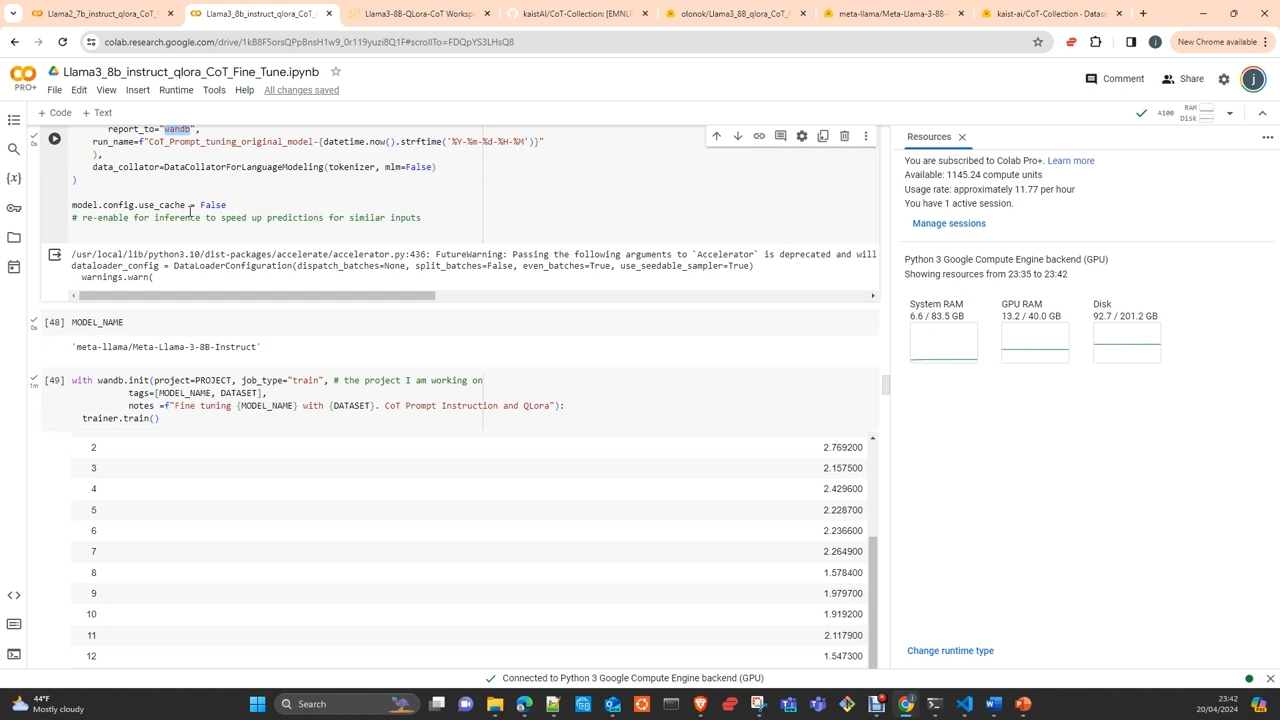 Llama2_7b_instruct_qlora_CoT_F
Llama3_8b_instruct_qlora_CoT_F
Llama3-8B-QLora-CoT Worksp
kaistAI/CoT-Collection: [EMNLP
olonok/Llama3_8B_qlora_CoT_F
meta-llama/Meta-Llama-3-8B-
kaist-ai/CoT-Collection · Datase
colab.research.google.com/drive/1kB8F5orsQPpBnsH1w9_0r119yuzi8Q1F#scrollTo=FDQpYS3LHsQ8
New Chrome available
PRO+
Llama3_8b_instruct_qlora_CoT_Fine_Tune.ipynb
Comment
Share
j
File Edit View Insert Runtime Tools Help All changes saved
+ Code + Text
A100 RAM Disk
report_to="wandb",
run_name=f"CoT_Prompt_tuning_original_model-{datetime.now().strftime('%Y-%m-%d-%H-%M')}"
),
data_collator=DataCollatorForLanguageModeling(tokenizer, mlm=False)
)
0s
model.config.use_cache = False
# re-enable for inference to speed up predictions for similar inputs
/usr/local/lib/python3.10/dist-packages/accelerate/accelerator.py:436: FutureWarning: Passing the following arguments to `Accelerator` is deprecated and will
dataloader_config = DataLoaderConfiguration(dispatch_batches=None, split_batches=False, even_batches=True, use_seedable_sampler=True)
warnings.warn(
[48] MODEL_NAME
0s
'meta-llama/Meta-Llama-3-8B-Instruct'
[49] with wandb.init(project=PROJECT, job_type="train", # the project I am working on
1m
tags=[MODEL_NAME, DATASET],
notes =f"Fine tuning {MODEL_NAME} with {DATASET}. CoT Prompt Instruction and QLora"):
trainer.train()
2 2.769200
3 2.157500
4 2.429600
5 2.228700
6 2.236600
7 2.264900
8 1.578400
9 1.979700
10 1.919200
11 2.117900
12 1.547300
Resources
You are subscribed to Colab Pro+. Learn more
Available: 1145.24 compute units
Usage rate: approximately 11.77 per hour
You have 1 active session.
Manage sessions
Python 3 Google Compute Engine backend (GPU)
Showing resources from 23:35 to 23:42
System RAM
6.6 / 83.5 GB
GPU RAM
13.2 / 40.0 GB
Disk
92.7 / 201.2 GB
Change runtime type
Connected to Python 3 Google Compute Engine backend (GPU)
44°F
Mostly cloudy
Search
23:42
20/04/2024